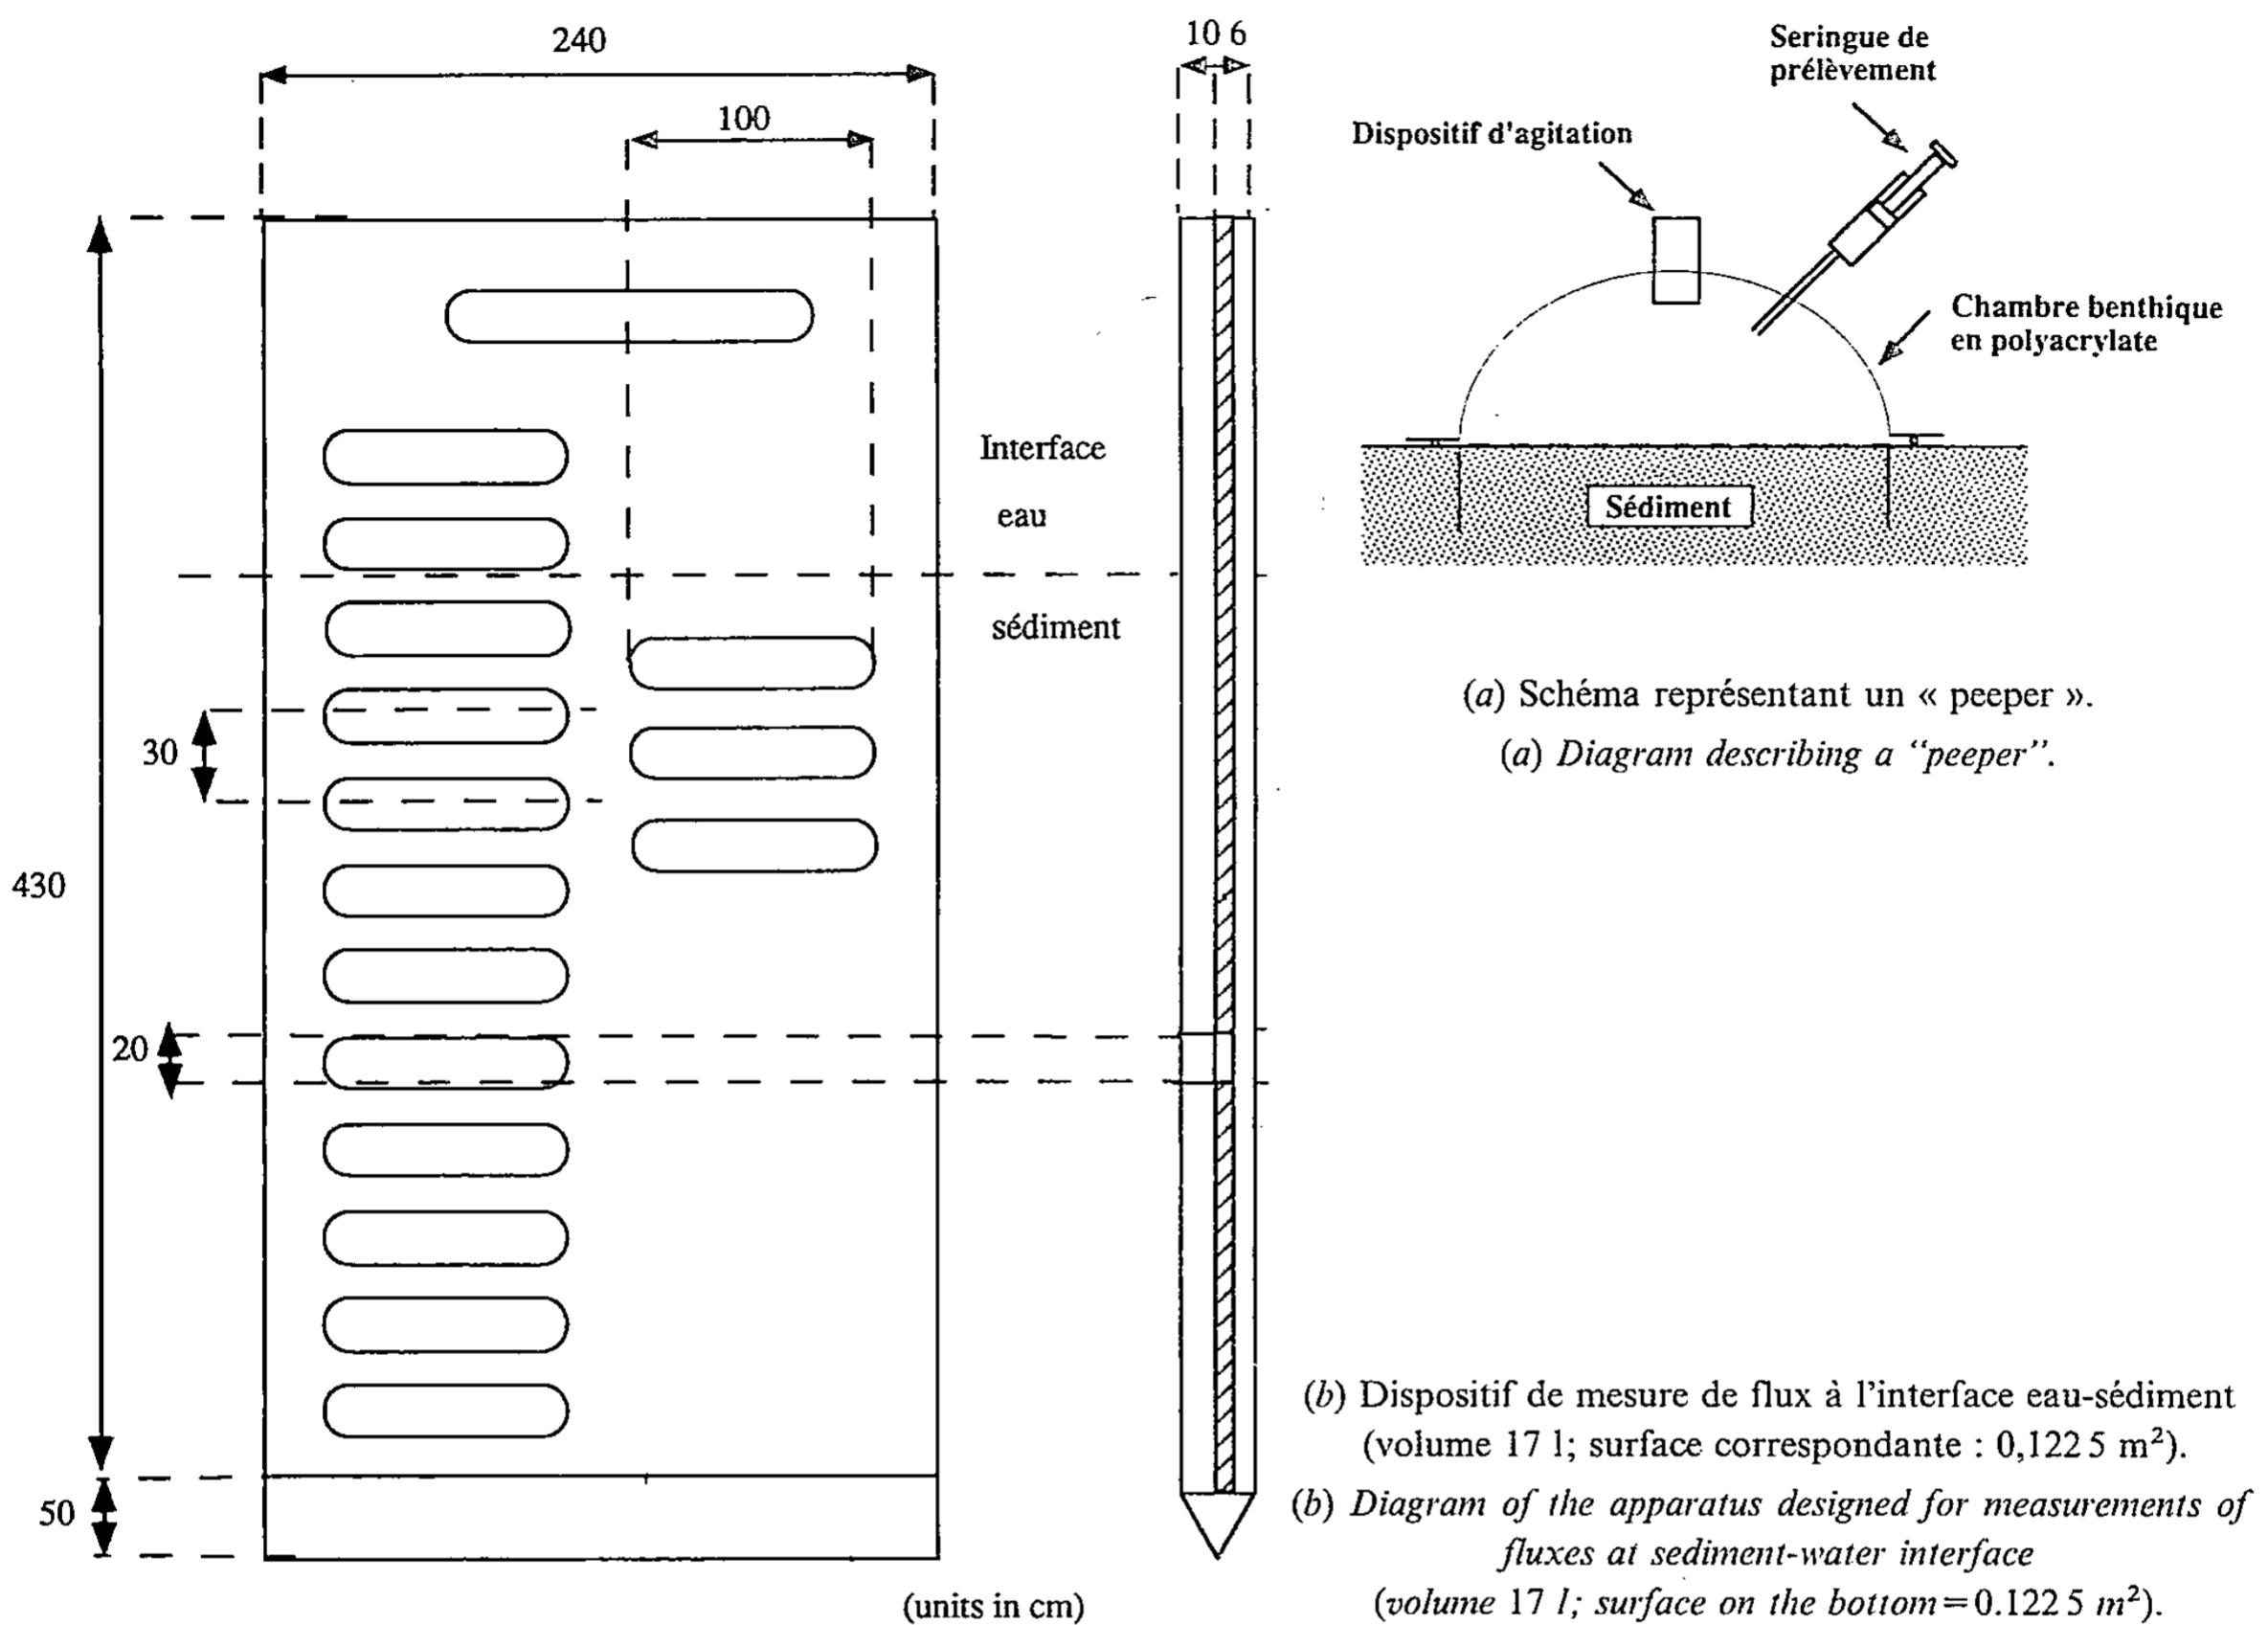 240
100
10 6
Interface
eau
sédiment
30
430
20
50
(units in cm)
Seringue de
prélèvement
Dispositif d'agitation
Chambre benthique
en polyacrylate
Sédiment
(a) Schéma représentant un « peeper ».
(a) Diagram describing a “peeper”.
(b) Dispositif de mesure de flux à l'interface eau-sédiment
(volume 17 l; surface correspondante : 0,122 5 m²).
(b) Diagram of the apparatus designed for measurements of
fluxes at sediment-water interface
(volume 17 l; surface on the bottom = 0.122 5 m²).